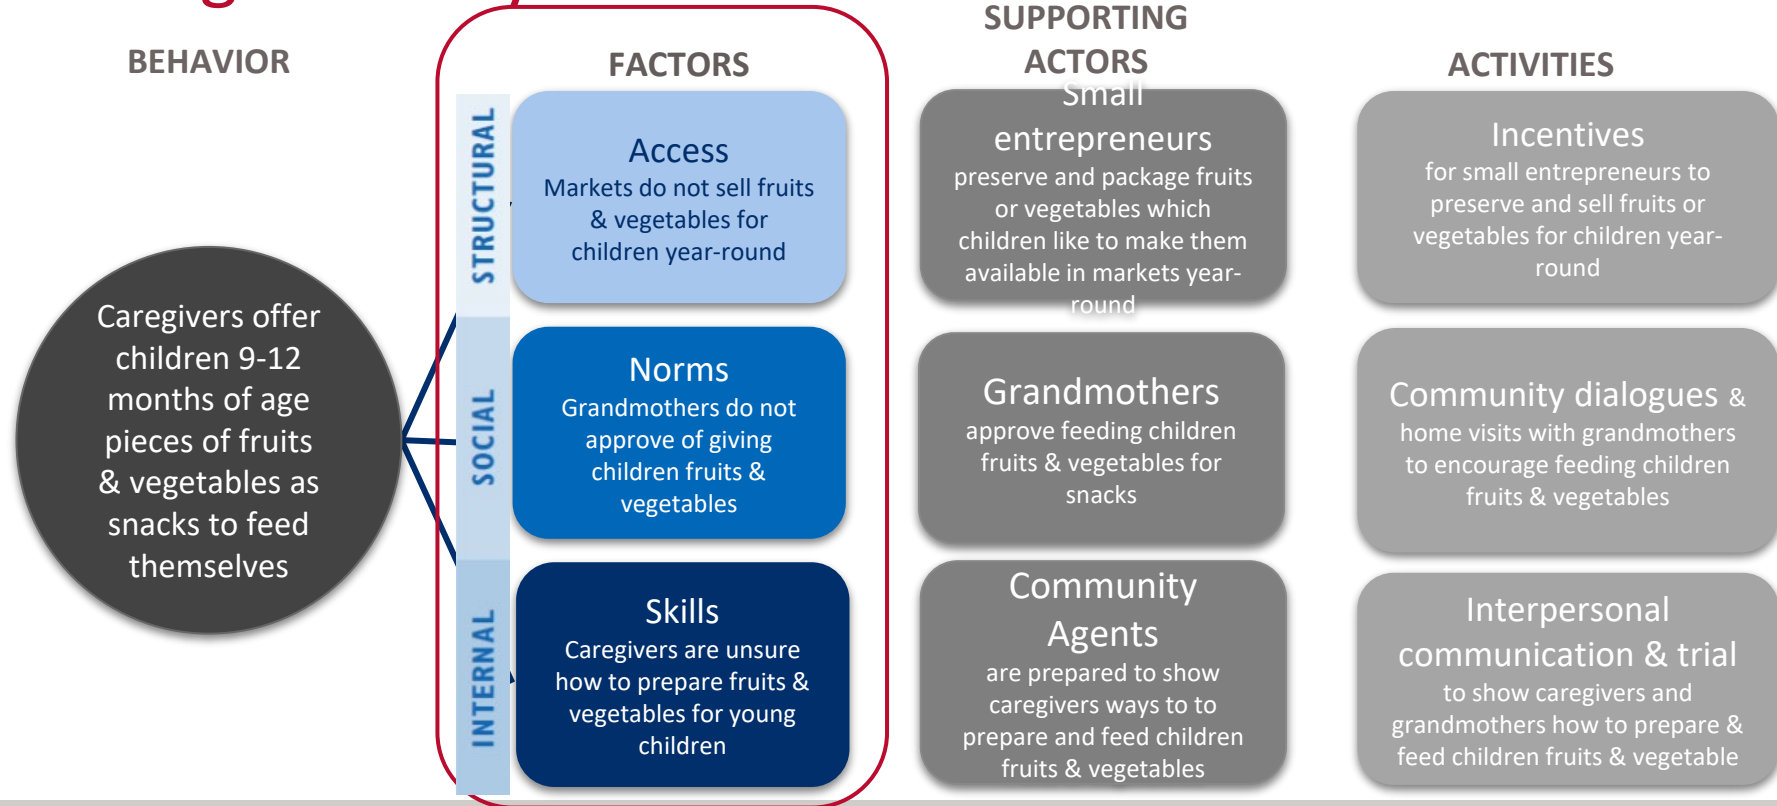 BEHAVIOR
Caregivers offer
children 9-12
months of age
pieces of fruits
& vegetables as
snacks to feed
themselves
FACTORS
STRUCTURAL
Access
Markets do not sell fruits
& vegetables for
children year-round
SOCIAL
Norms
Grandmothers do not
approve of giving
children fruits &
vegetables
INTERNAL
Skills
Caregivers are unsure
how to prepare fruits &
vegetables for young
children
SUPPORTING
ACTORS
Small
entrepreneurs
preserve and package fruits
or vegetables which
children like to make them
available in markets year-
round
Grandmothers
approve feeding children
fruits & vegetables for
snacks
Community
Agents
are prepared to show
caregivers ways to to
prepare and feed children
fruits & vegetables
ACTIVITIES
Incentives
for small entrepreneurs to
preserve and sell fruits or
vegetables for children year-
round
Community dialogues &
home visits with grandmothers
to encourage feeding children
fruits & vegetables
Interpersonal
communication & trial
to show caregivers and
grandmothers how to prepare &
feed children fruits & vegetable